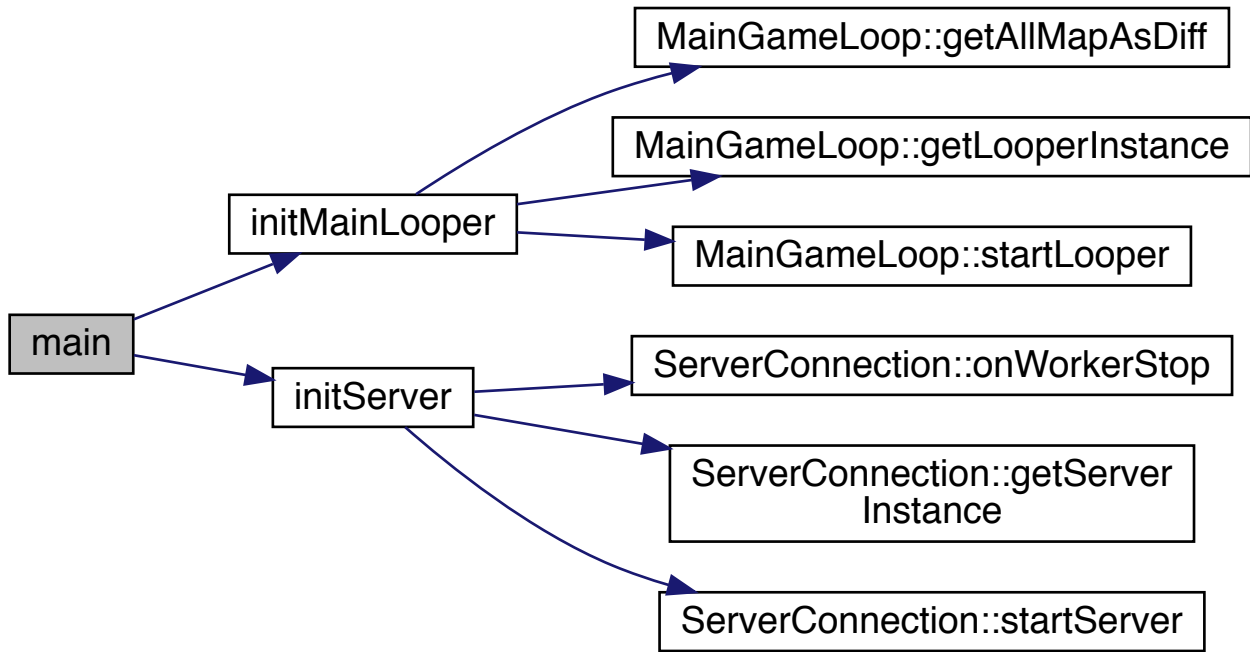 MainGameLoop::getAllMapAsDiff
MainGameLoop::getLooperInstance
initMainLooper
MainGameLoop::startLooper
main
ServerConnection::onWorkerStop
initServer
ServerConnection::getServer
Instance
ServerConnection::startServer